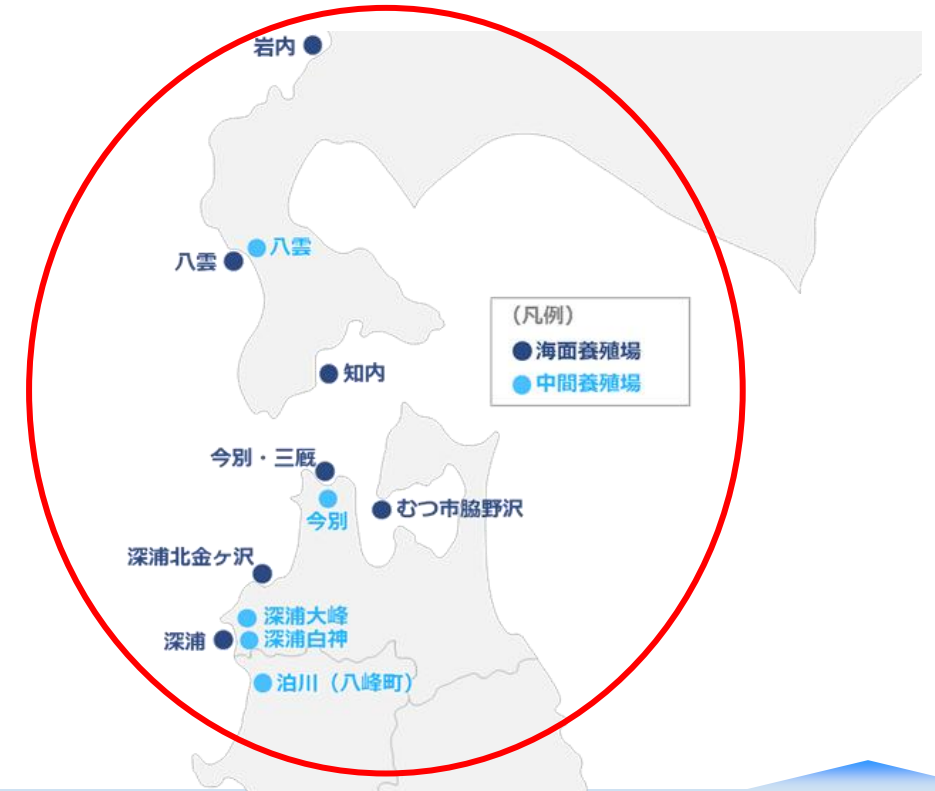 岩内
八雲
八雲
（凡例）
海面養殖場
中間養殖場
知内
今別・三厩
今別
むつ市脇野沢
深浦北金ヶ沢
深浦大峰
深浦
深浦白神
泊川（八峰町）